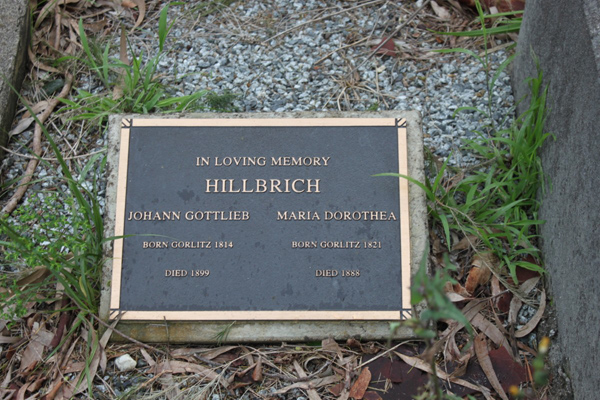 IN LOVING MEMORY
HILLBRICH
JOHANN GOTTLIEB MARIA DOROTHEA
BORN GORLITZ 1814 BORN GORLITZ 1821
DIED 1899 DIED 1888